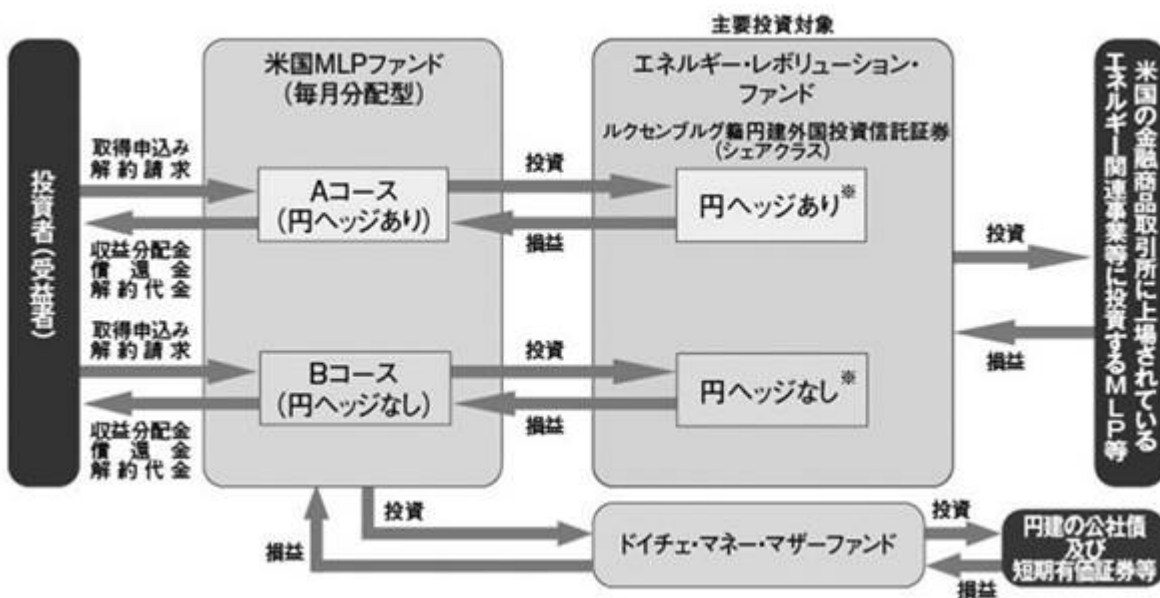 主要投資対象
投資者(受益者)
取得申込み
解約請求
収益分配金
償還金
解約代金
取得申込み
解約請求
収益分配金
償還金
解約代金
米国MLPファンド
(毎月分配型)
Aコース
(円ヘッジあり)
Bコース
(円ヘッジなし)
投資
損益
投資
損益
エネルギー・レボリューション・
ファンド
ルクセンブルグ籍円建外国投資信託証券
(シェアクラス)
円ヘッジあり※
円ヘッジなし※
投資
損益
米国の金融商品取引所に上場されている
エネルギー関連事業等に投資するMLP等
投資
損益
ドイチェ・マネー・マザーファンド
投資
損益
円建の公社債
及び
短期有価証券等